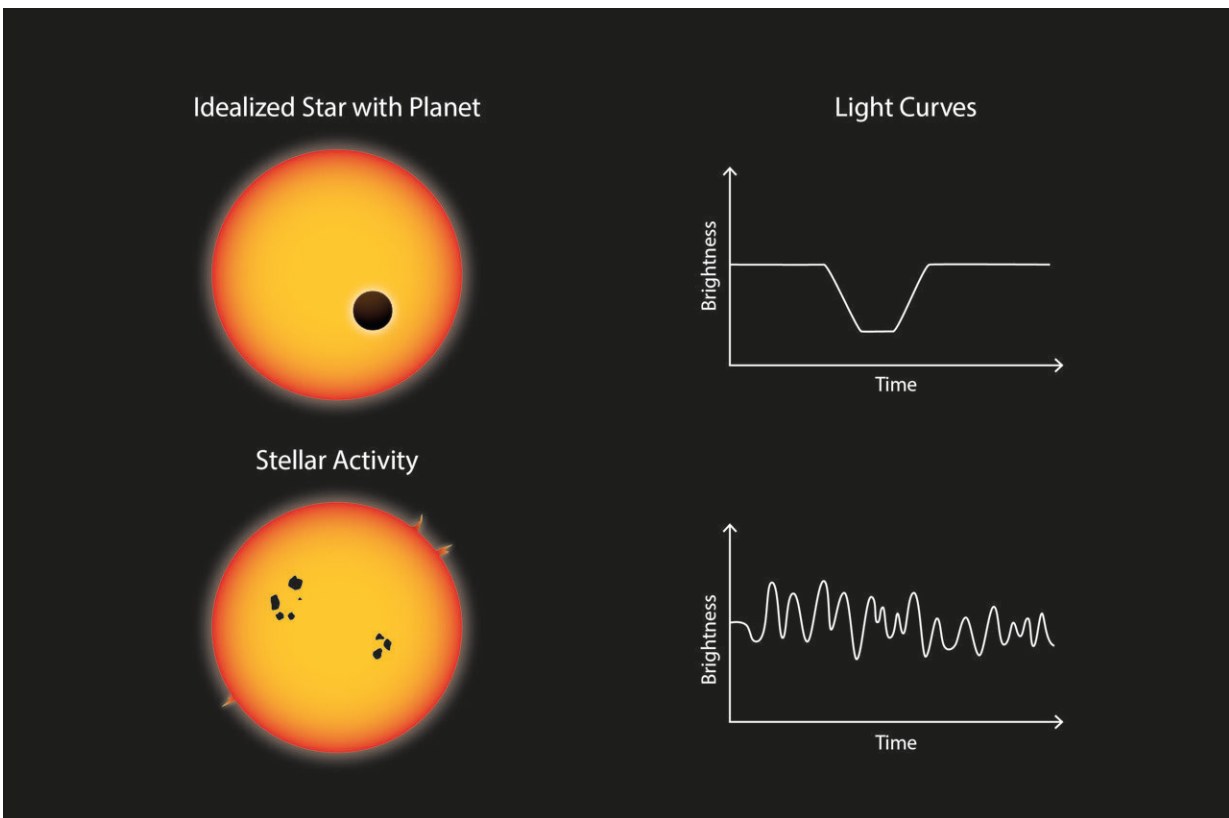 Idealized Star with Planet
Light Curves
Brightness
Time
Stellar Activity
Brightness
Time